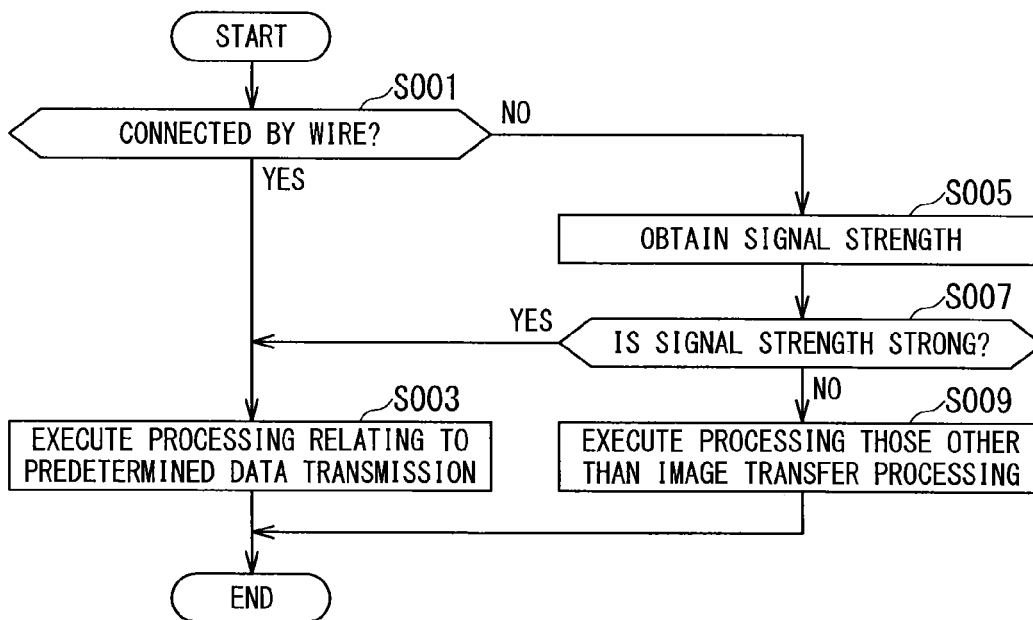 START
S001
CONNECTED BY WIRE?
NO
YES
S005
OBTAIN SIGNAL STRENGTH
S007
YES
IS SIGNAL STRENGTH STRONG?
NO
S003
S009
EXECUTE PROCESSING RELATING TO
PREDETERMINED DATA TRANSMISSION
EXECUTE PROCESSING THOSE OTHER
THAN IMAGE TRANSFER PROCESSING
END